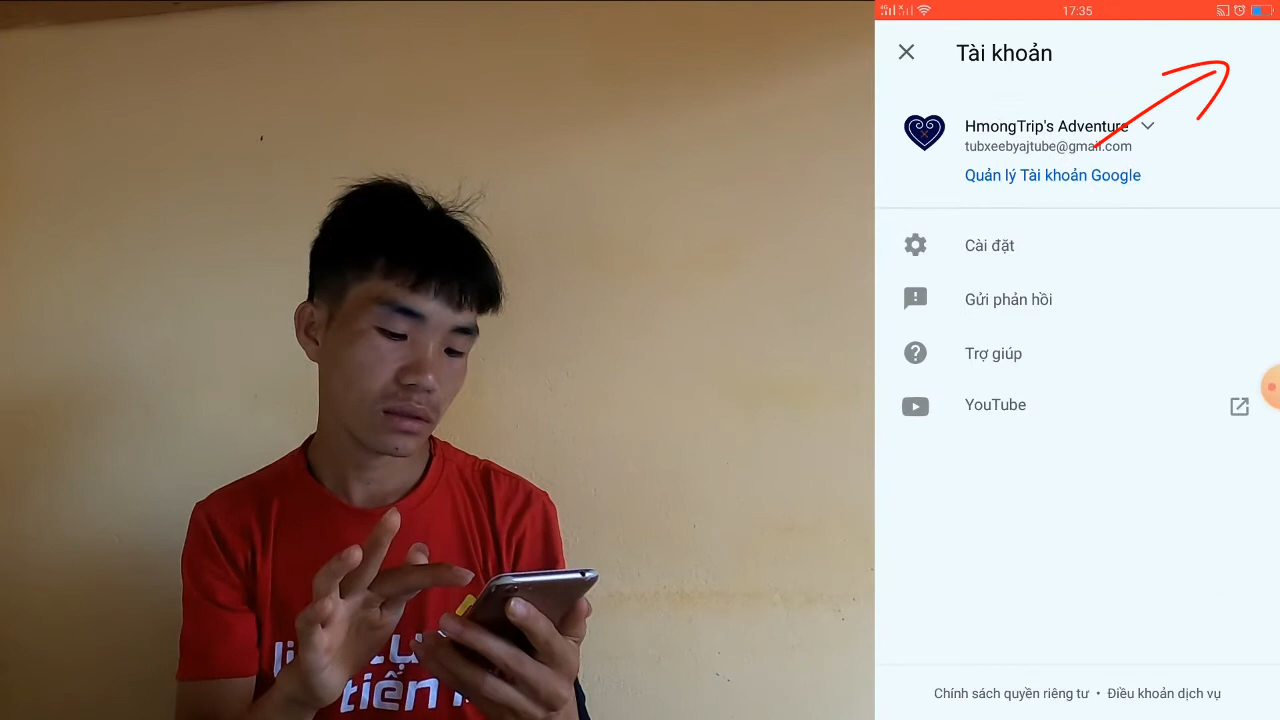 17:35
Tài khoản
HmongTrip's Adventure
tubxeebyajtube@gmail.com
Quản lý Tài khoản Google
Cài đặt
Gửi phản hồi
Trợ giúp
YouTube
Chính sách quyền riêng tư • Điều khoản dịch vụ
tiến